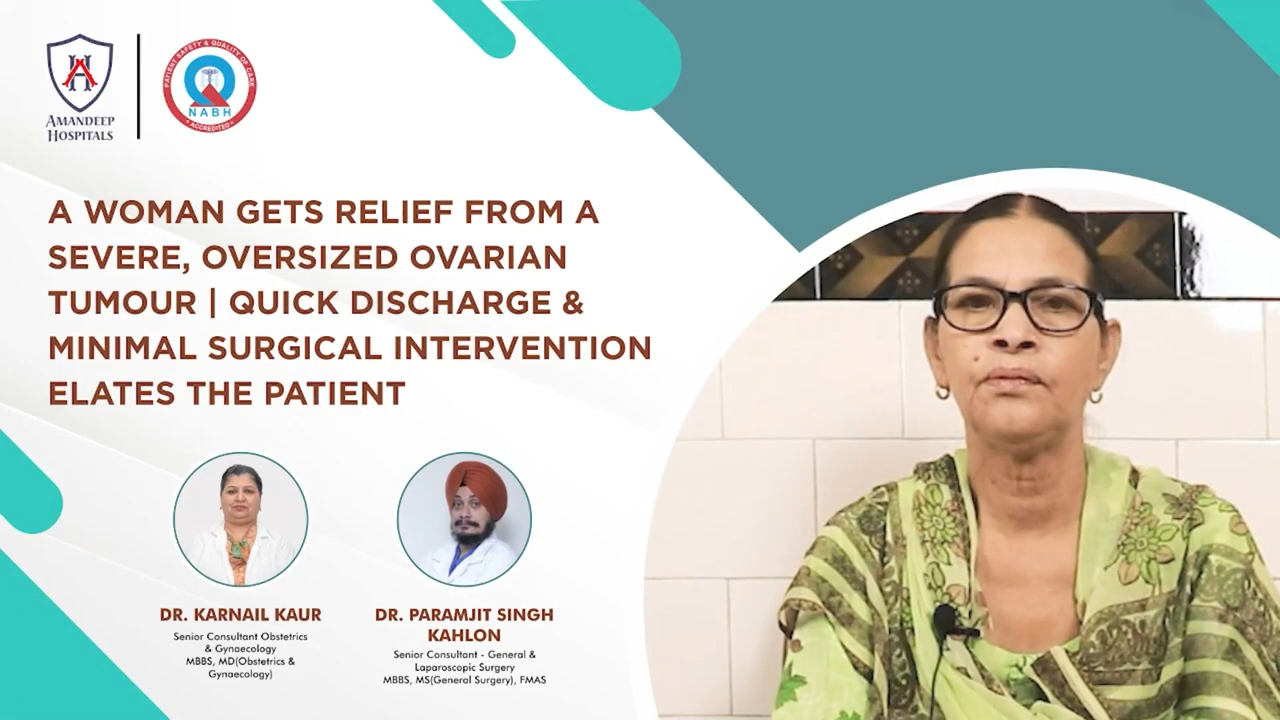 AMANDEEP
HOSPITALS
PATIENT SAFETY & QUALITY OF CARE
NABH
• ACCREDITED •
A WOMAN GETS RELIEF FROM A
SEVERE, OVERSIZED OVARIAN
TUMOUR | QUICK DISCHARGE &
MINIMAL SURGICAL INTERVENTION
ELATES THE PATIENT
DR. KARNAIL KAUR
Senior Consultant Obstetrics
& Gynaecology
MBBS, MD(Obstetrics &
Gynaecology)
DR. PARAMJIT SINGH
KAHLON
Senior Consultant - General &
Laparoscopic Surgery
MBBS, MS(General Surgery), FMAS